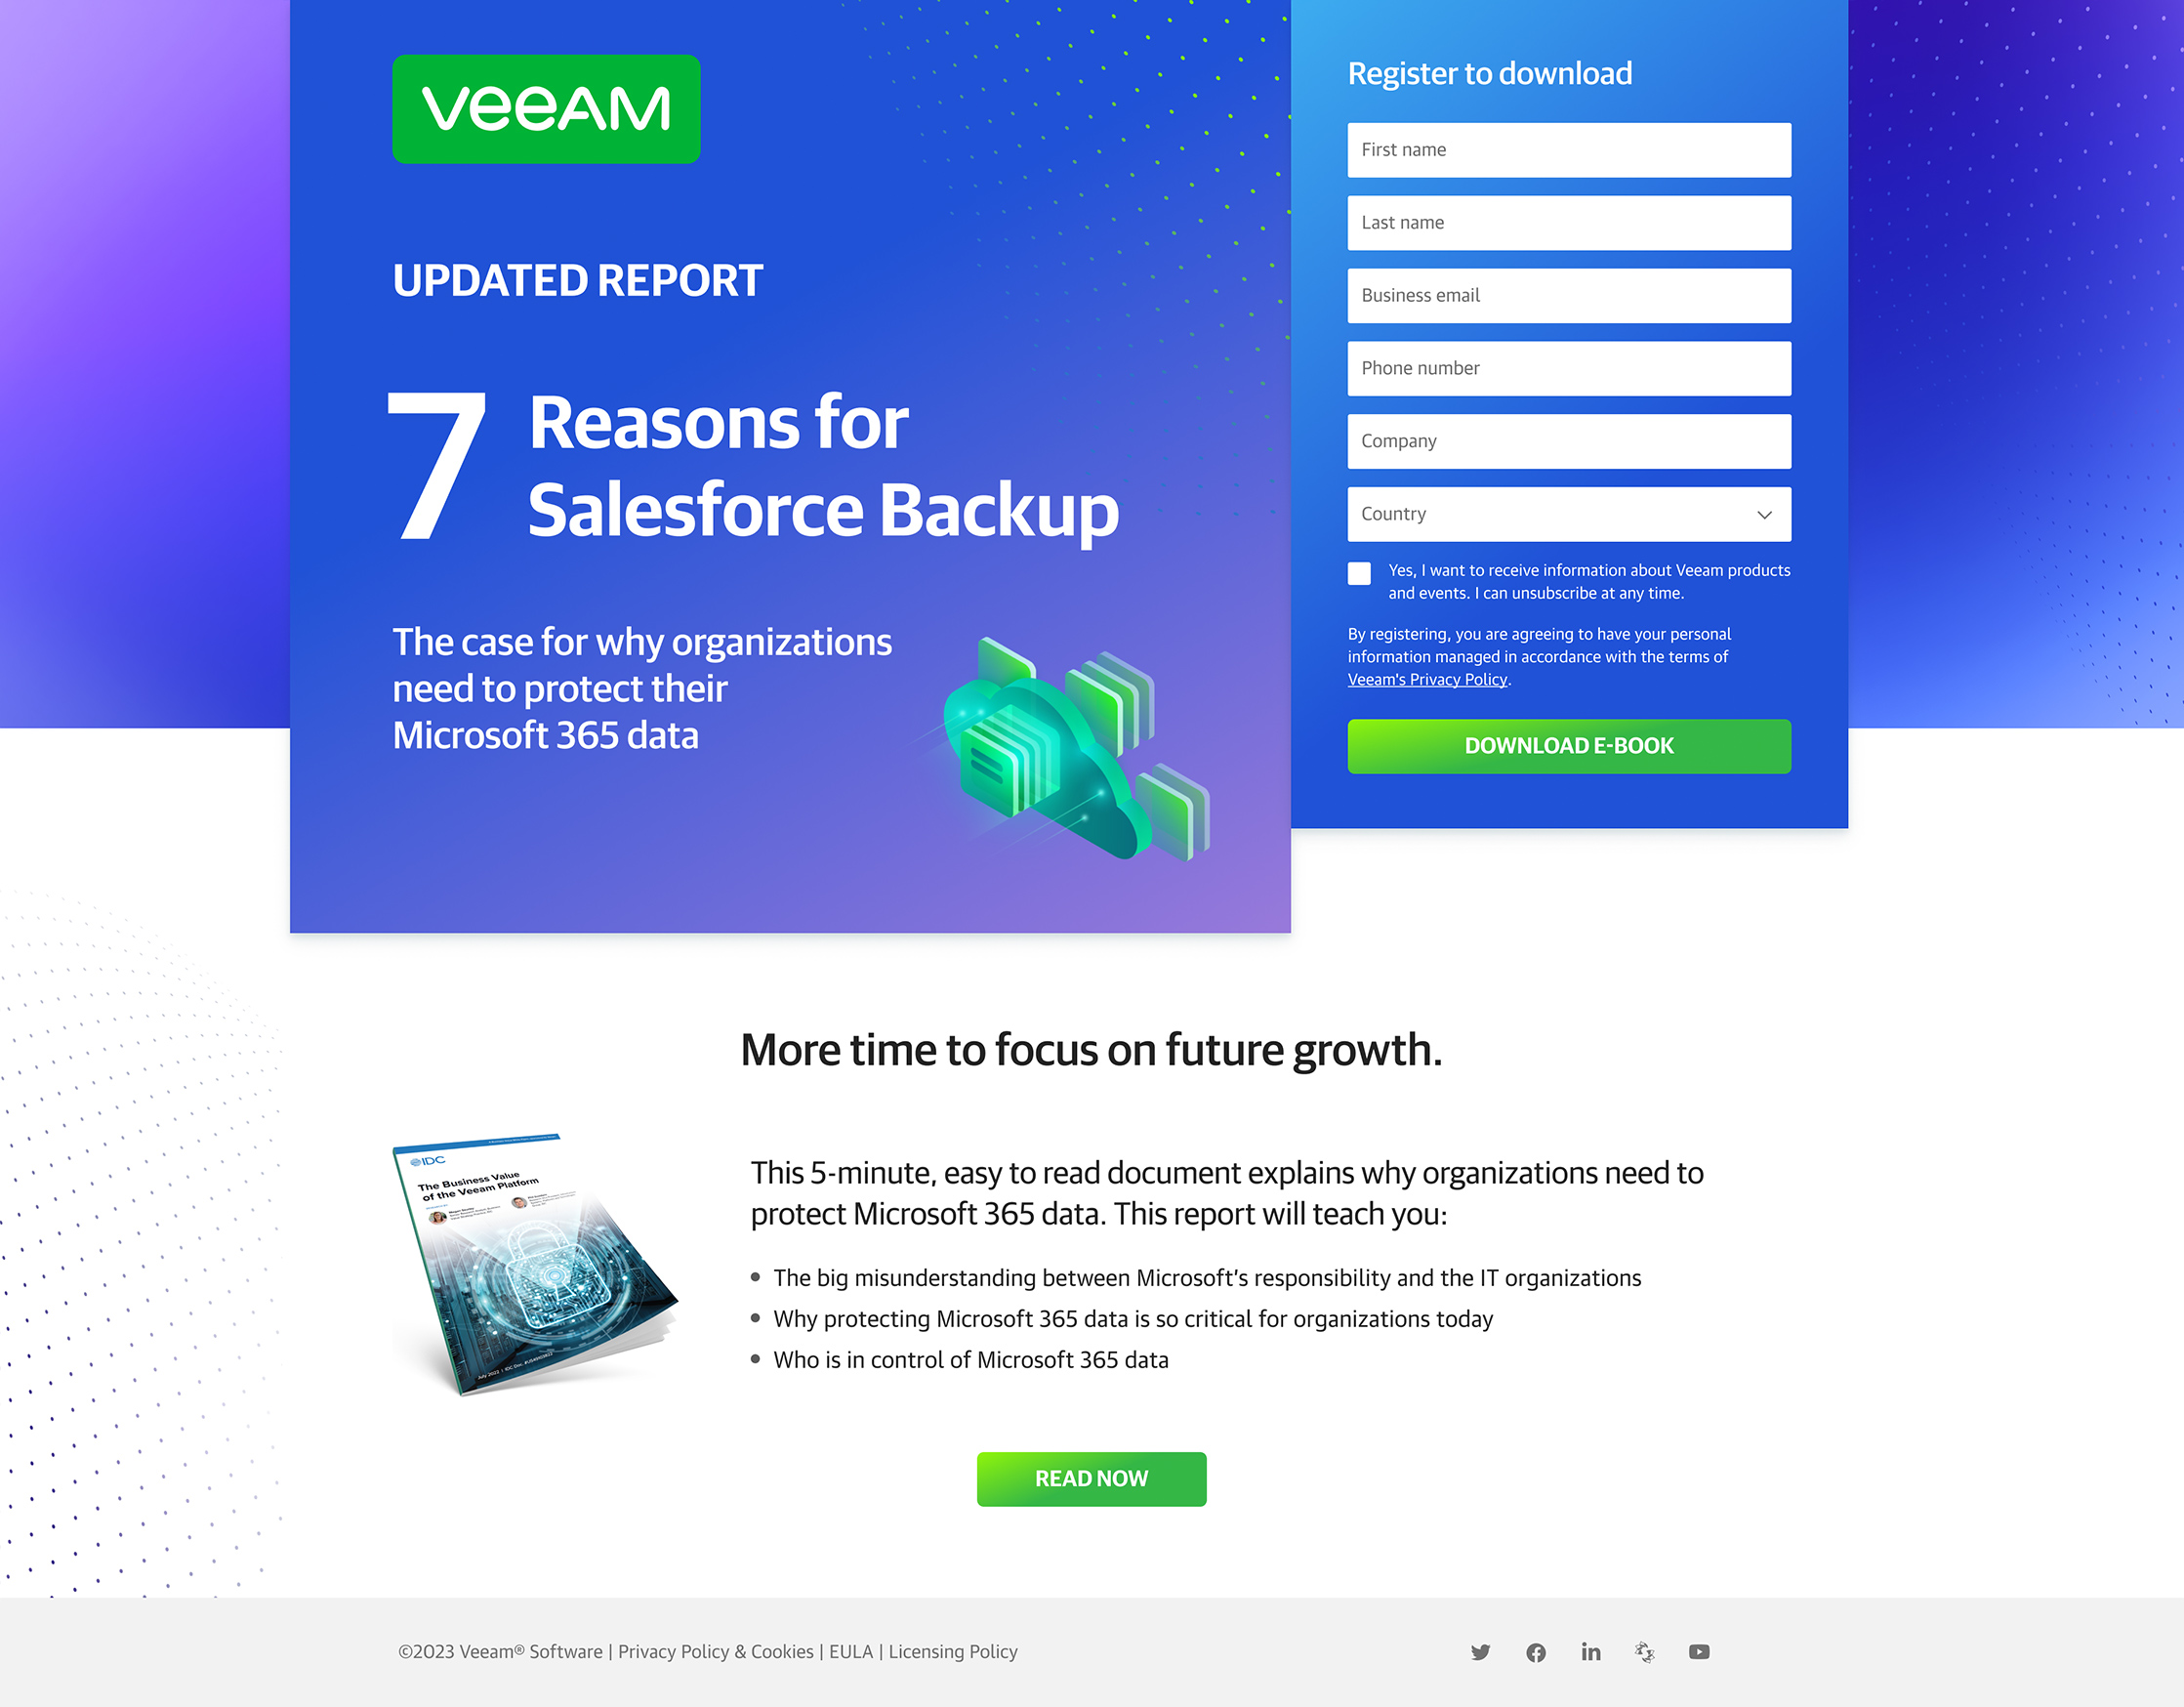 veeAM
UPDATED REPORT
7 Reasons for
Salesforce Backup
The case for why organizations
need to protect their
Microsoft 365 data
Register to download
First name
Last name
Business email
Phone number
Company
Country
Yes, I want to receive information about Veeam products
and events. I can unsubscribe at any time.
By registering, you are agreeing to have your personal
information managed in accordance with the terms of
Veeam's Privacy Policy.
DOWNLOAD E-BOOK
More time to focus on future growth.
IDC
The Business Value
of the Veeam Platform
This 5-minute, easy to read document explains why organizations need to
protect Microsoft 365 data. This report will teach you:
• The big misunderstanding between Microsoft’s responsibility and the IT organizations
• Why protecting Microsoft 365 data is so critical for organizations today
• Who is in control of Microsoft 365 data
READ NOW
©2023 Veeam® Software | Privacy Policy & Cookies | EULA | Licensing Policy